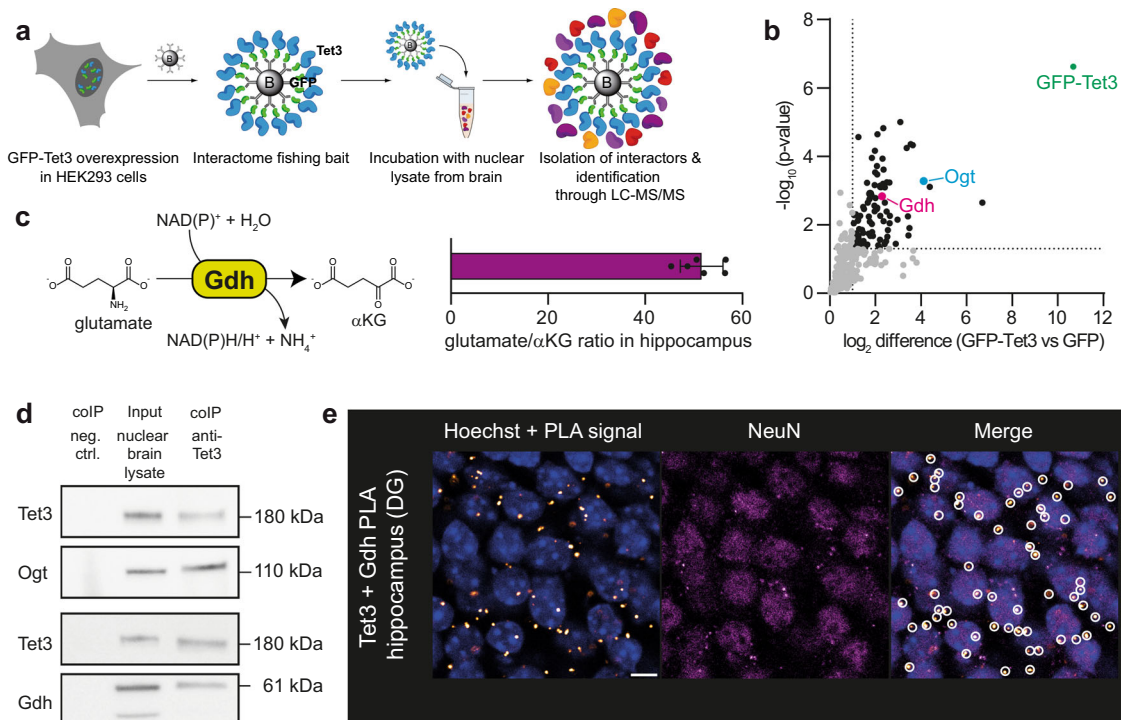 a
B
B
Tet3
GFP
B
GFP-Tet3 overexpression
in HEK293 cells
Interactome fishing bait
Incubation with nuclear
lysate from brain
Isolation of interactors &
identification
through LC-MS/MS
b
8
6
4
2
0
-log10 (p-value)
GFP-Tet3
Ogt
Gdh
0 2 4 6 8 10 12
log2 difference (GFP-Tet3 vs GFP)
c
NAD(P)+ + H2O
O
O
-O
O-
NH2
glutamate
Gdh
NAD(P)H/H+ + NH4+
O
O
-O
O-
O
αKG
0 20 40 60
glutamate/αKG ratio in hippocampus
d
coIP Input coIP
neg. nuclear anti-
ctrl. brain Tet3
lysate
Tet3 180 kDa
Ogt 110 kDa
Tet3 180 kDa
Gdh 61 kDa
e
Hoechst + PLA signal NeuN Merge
Tet3 + Gdh PLA
hippocampus (DG)